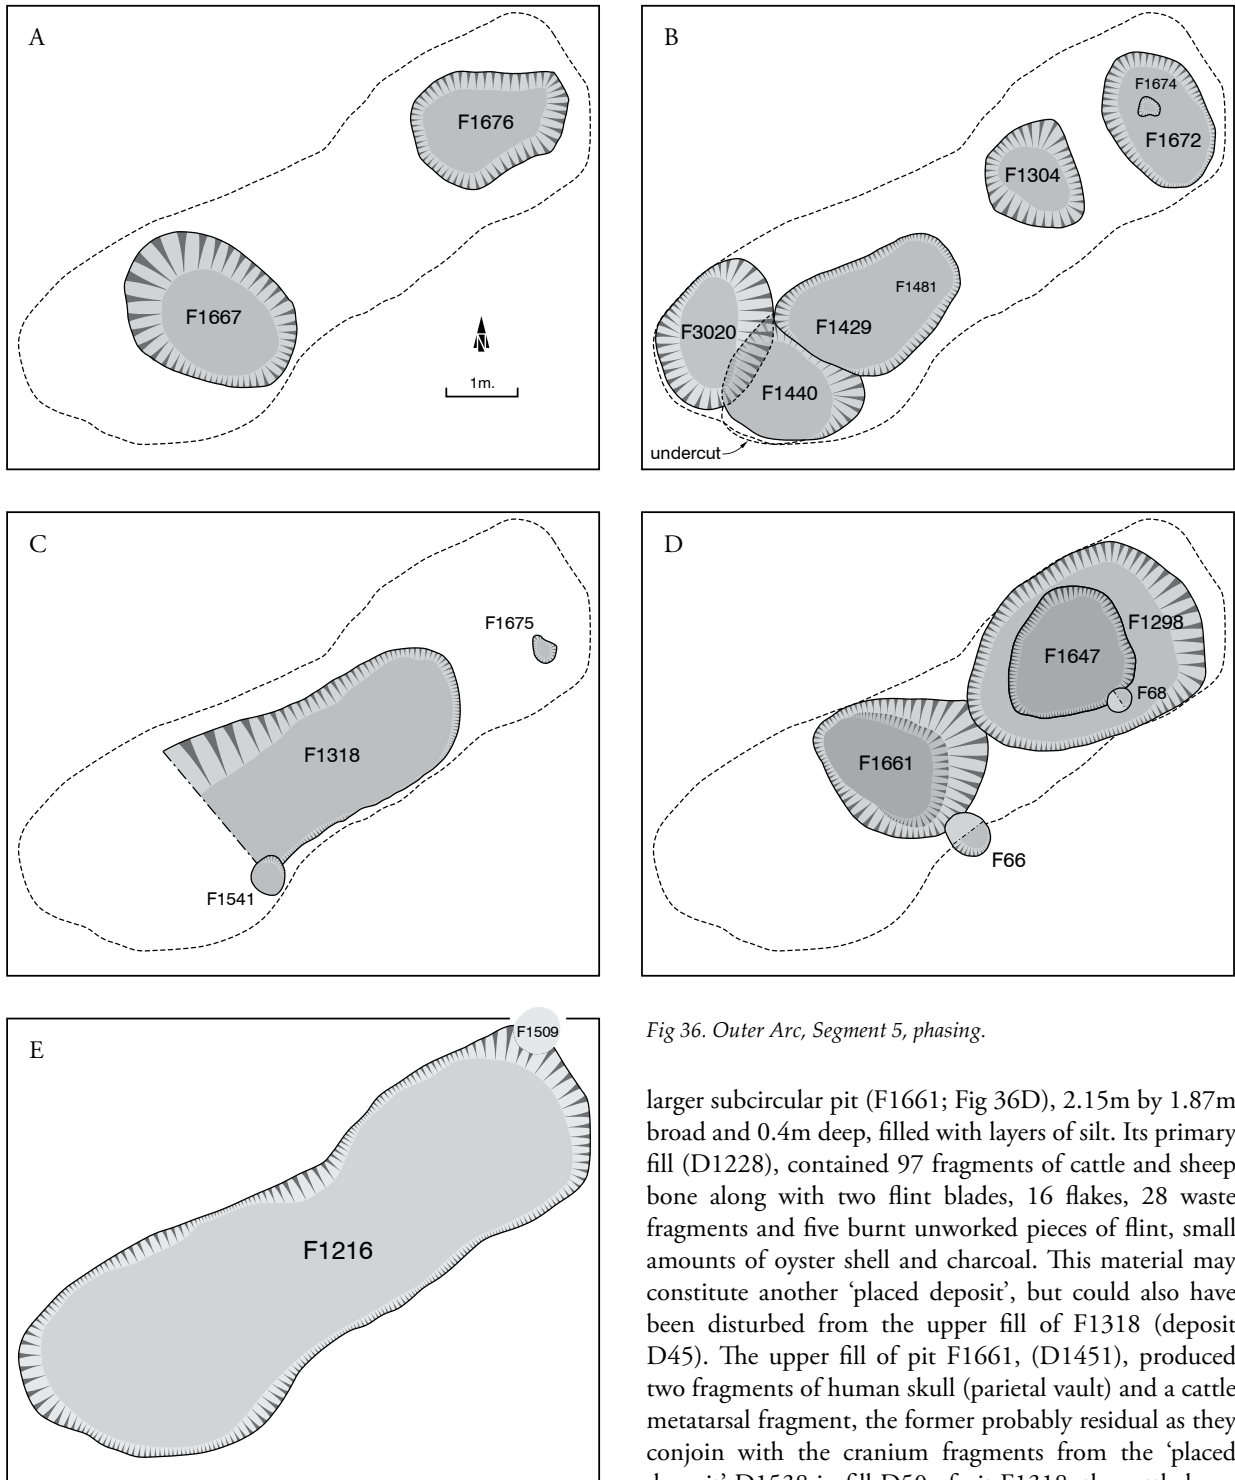 A
F1676
F1667
N
1m.
B
F1674
F1672
F1304
F1481
F3020
F1429
F1440
undercut
C
F1675
F1318
F1541
D
F1298
F1647
F68
F1661
F66
E
F1509
F1216
Fig 36. Outer Arc, Segment 5, phasing.
larger subcircular pit (F1661; Fig 36D), 2.15m by 1.87m
broad and 0.4m deep, filled with layers of silt. Its primary
fill (D1228), contained 97 fragments of cattle and sheep
bone along with two flint blades, 16 flakes, 28 waste
fragments and five burnt unworked pieces of flint, small
amounts of oyster shell and charcoal. This material may
constitute another ‘placed deposit’, but could also have
been disturbed from the upper fill of F1318 (deposit
D45). The upper fill of pit F1661, (D1451), produced
two fragments of human skull (parietal vault) and a cattle
metatarsal fragment, the former probably residual as they
conjoin with the cranium fragments from the ‘placed